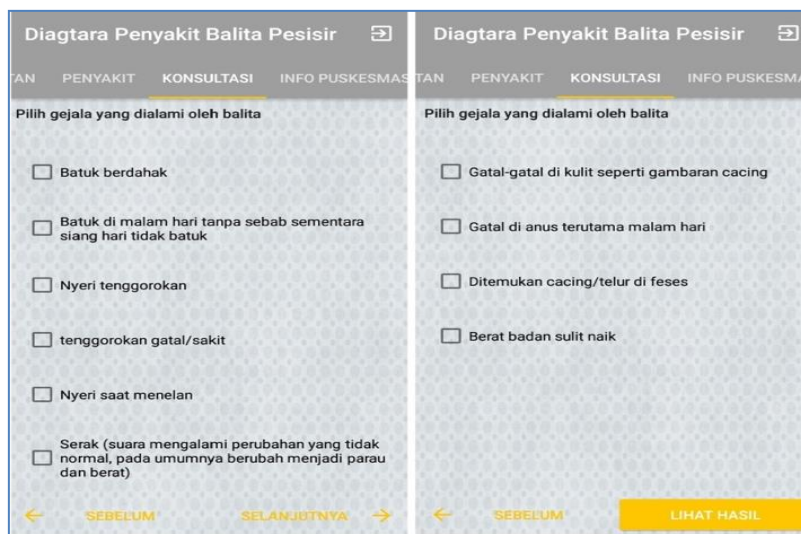 Diagtara Penyakit Balita Pesisir
TAN PENYAKIT KONSULTASI INFO PUSKESMAS
Pilih gejala yang dialami oleh balita
Batuk berdahak
Batuk di malam hari tanpa sebab sementara
siang hari tidak batuk
Nyeri tenggorokan
tenggorokan gatal/sakit
Nyeri saat menelan
Serak (suara mengalami perubahan yang tidak
normal, pada umumnya berubah menjadi parau
dan berat)
SEBELUM SELANJUTNYA
Diagtara Penyakit Balita Pesisir
TAN PENYAKIT KONSULTASI INFO PUSKESMA
Pilih gejala yang dialami oleh balita
Gatal-gatal di kulit seperti gambaran cacing
Gatal di anus terutama malam hari
Ditemukan cacing/telur di feses
Berat badan sulit naik
SEBELUM LIHAT HASIL